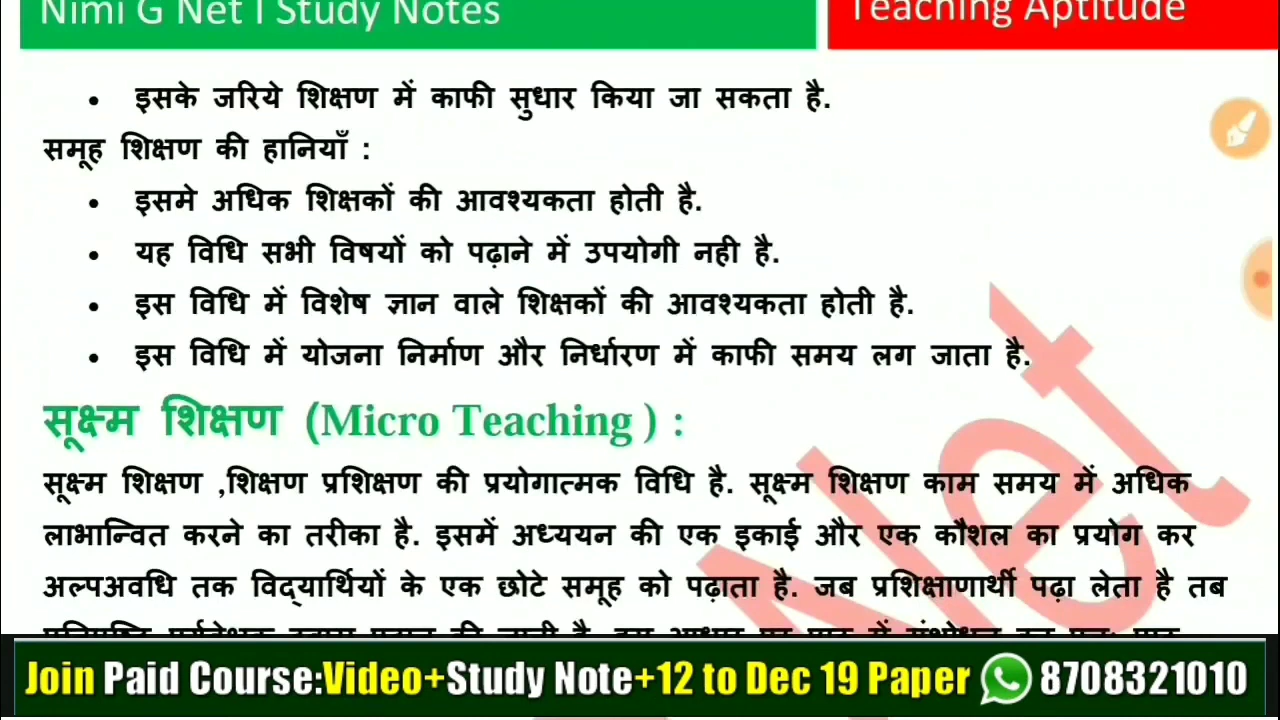 Nimi G Net I Study Notes
Teaching Aptitude
• इसके जरिये शिक्षण में काफी सुधार किया जा सकता है.
समूह शिक्षण की हानियाँ :
• इसमे अधिक शिक्षकों की आवश्यकता होती है.
• यह विधि सभी विषयों को पढ़ाने में उपयोगी नही है.
• इस विधि में विशेष ज्ञान वाले शिक्षकों की आवश्यकता होती है.
• इस विधि में योजना निर्माण और निर्धारण में काफी समय लग जाता है.
सूक्ष्म शिक्षण (Micro Teaching ) :
सूक्ष्म शिक्षण ,शिक्षण प्रशिक्षण की प्रयोगात्मक विधि है. सूक्ष्म शिक्षण काम समय में अधिक
लाभान्वित करने का तरीका है. इसमें अध्ययन की एक इकाई और एक कौशल का प्रयोग कर
अल्पअवधि तक विद्यार्थियों के एक छोटे समूह को पढ़ाता है. जब प्रशिक्षाणार्थी पढ़ा लेता है तब
Net
Join Paid Course:Video+Study Note+12 to Dec 19 Paper 8708321010